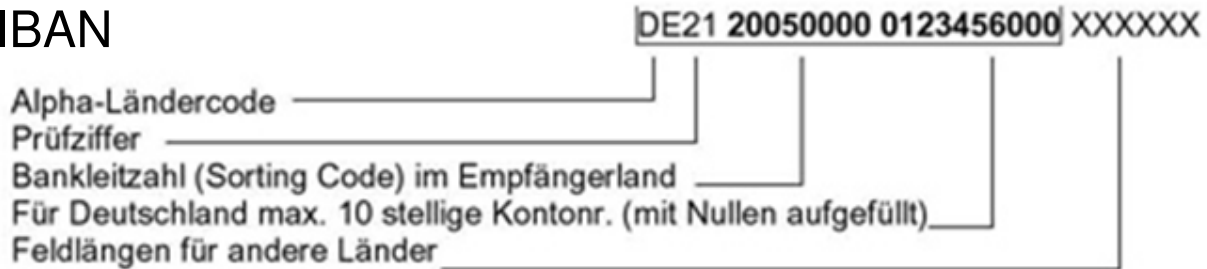 IBAN
DE21 20050000 0123456000 XXXXXX
Alpha-Ländercode
Prüfziffer
Bankleitzahl (Sorting Code) im Empfängerland
Für Deutschland max. 10 stellige Kontonr. (mit Nullen aufgefüllt)
Feldlängen für andere Länder